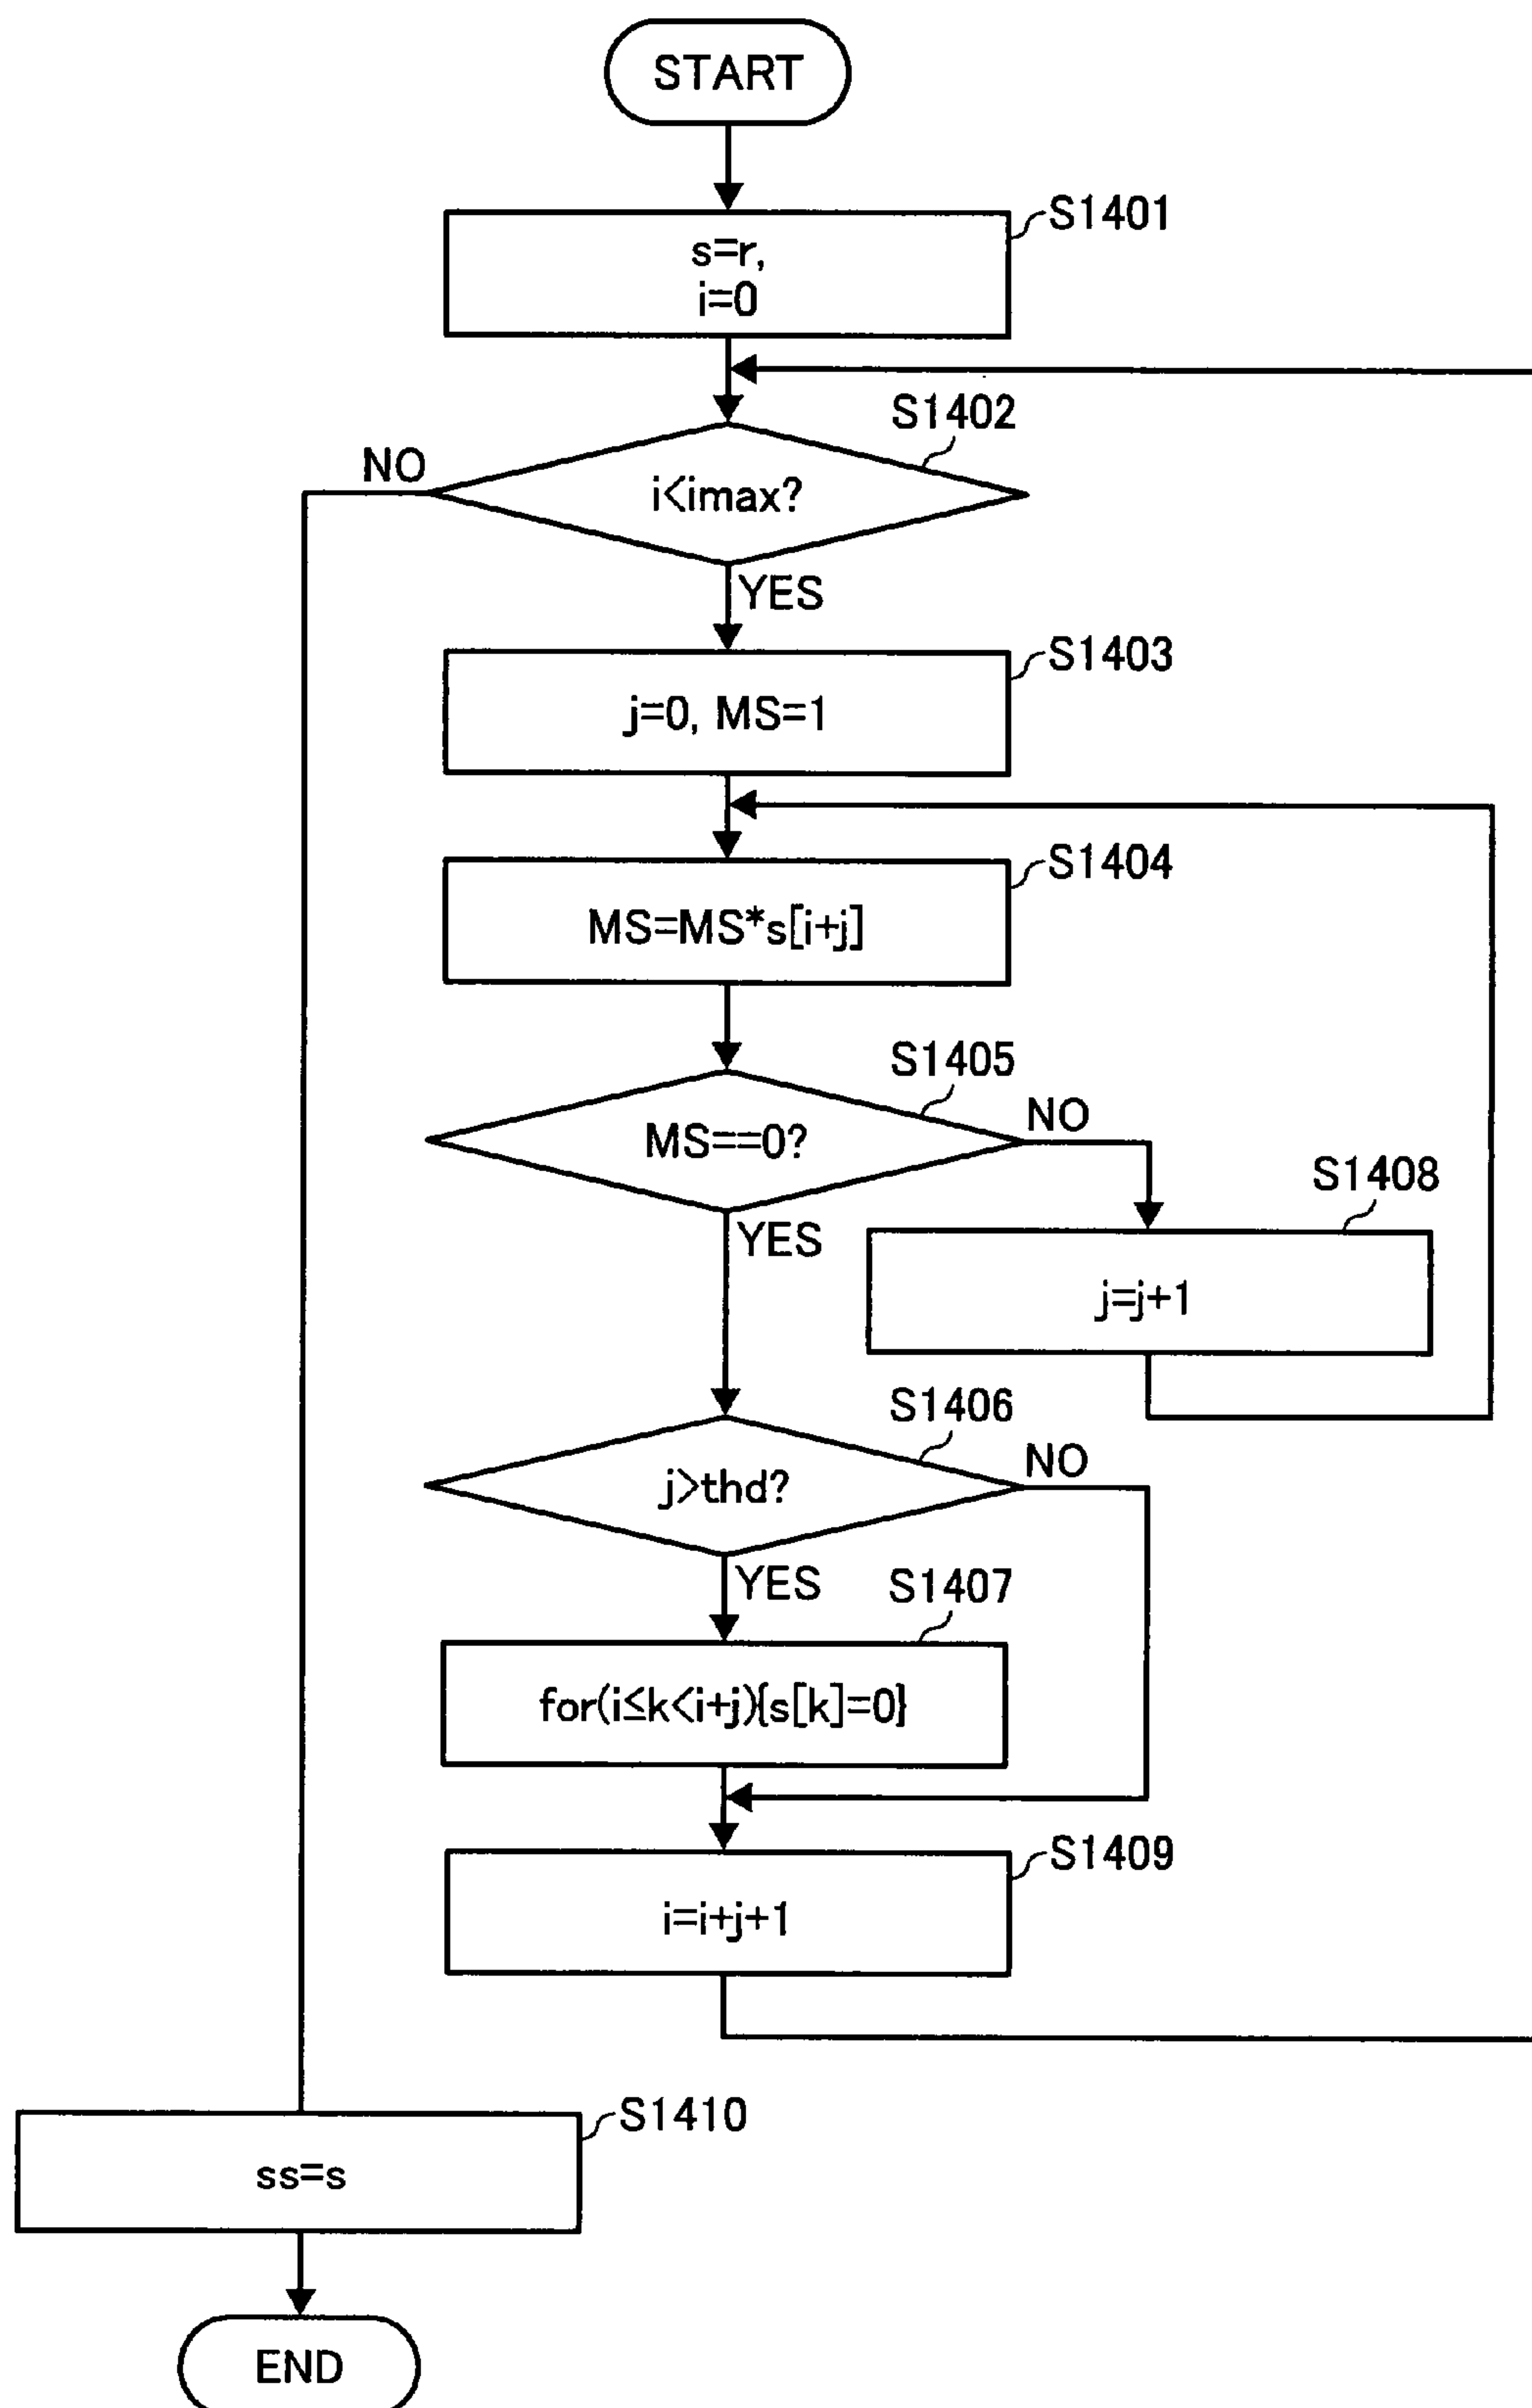 START
S1401
s=r,
i=0
S1402
NO
i<imax?
YES
S1403
j=0, MS=1
S1404
MS=MS*s[i+j]
S1405
NO
MS==0?
S1408
YES
j=j+1
S1406
NO
j>thd?
YES
S1407
for(i≤k<i+j){s[k]=0}
S1409
i=i+j+1
S1410
ss=s
END